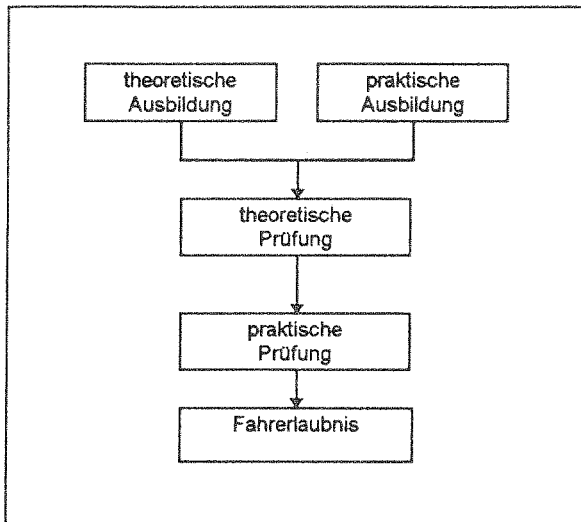 theoretische
Ausbildung
praktische
Ausbildung
theoretische
Prüfung
praktische
Prüfung
Fahrerlaubnis